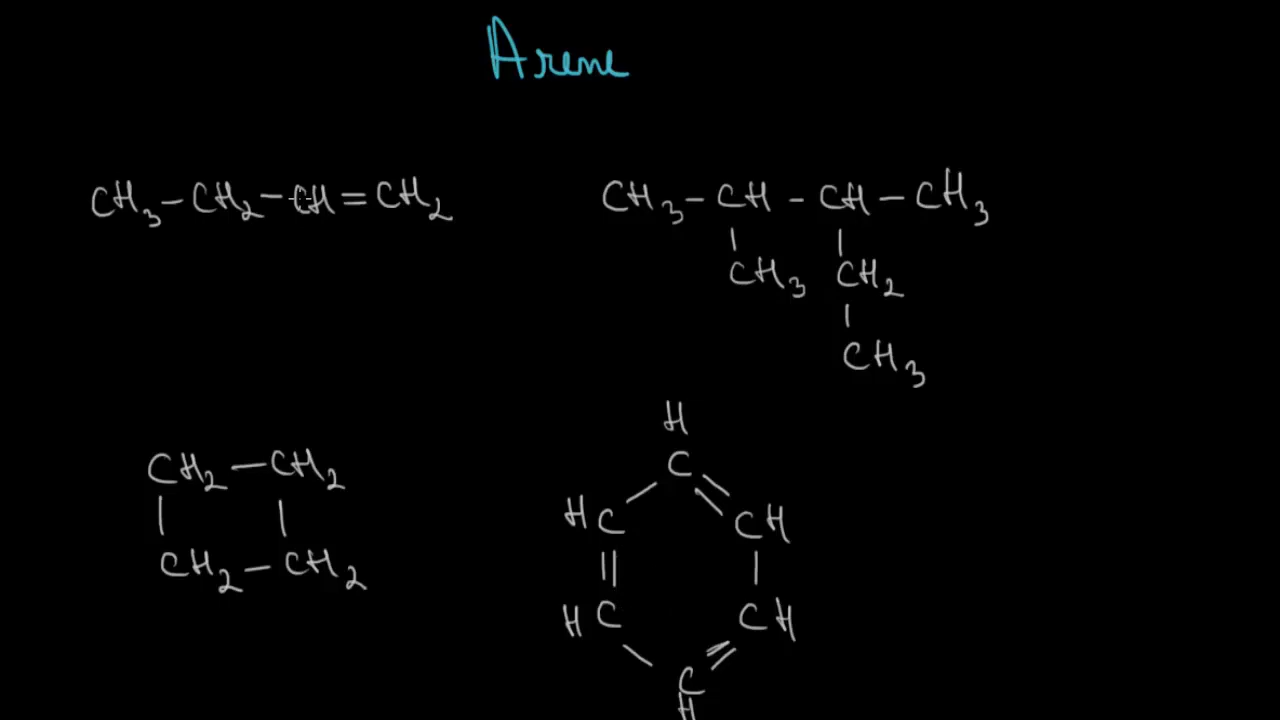 Arene
CH3-CH2-CH=CH2
CH3-CH-CH-CH3
CH3 CH2
CH3
H
C
CH2-CH2
HC CH
CH2-CH2
HC CH
C
H